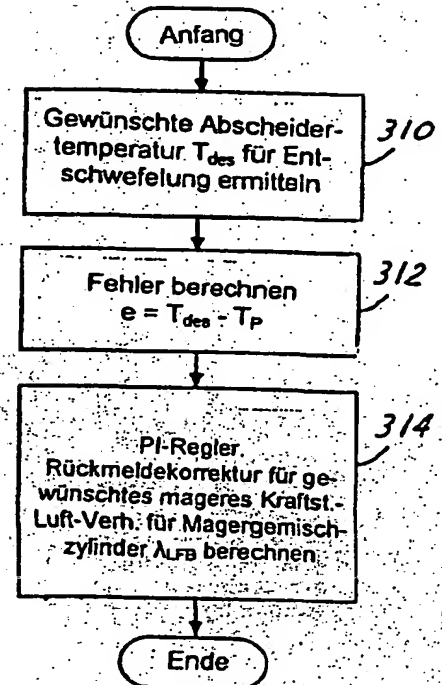 Anfang
Gewünschte Abscheider-
temperatur T_des für Ent-
schwefelung ermitteln
310
Fehler berechnen
e = T_des - T_P
312
PI-Regler.
Rückmeldekorrektur für ge-
wünschtes mageres Kraftst.-
Luft-Verh. für Magergemisch-
zylinder λ_LFB berechnen
314
Ende